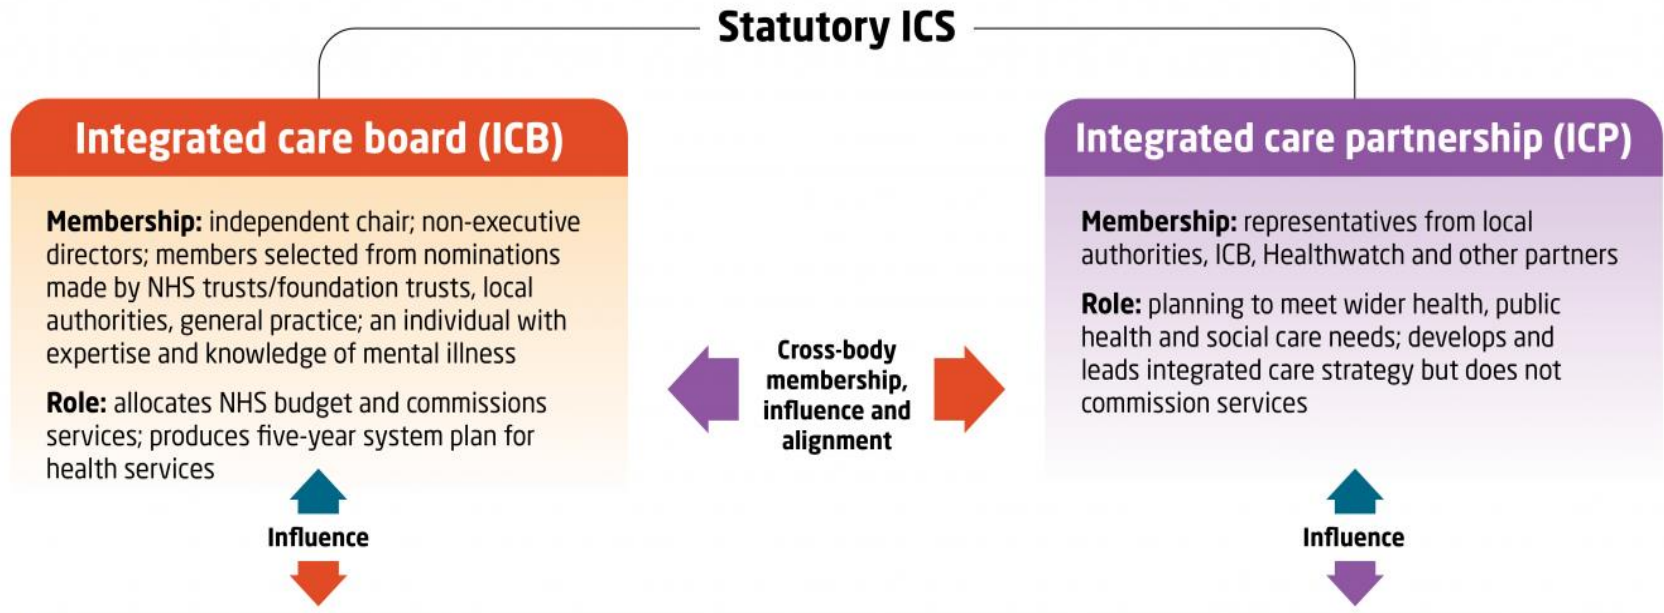 Statutory ICS
Integrated care board (ICB)
Membership: independent chair; non-executive
directors; members selected from nominations
made by NHS trusts/foundation trusts, local
authorities, general practice; an individual with
expertise and knowledge of mental illness
Role: allocates NHS budget and commissions
services; produces five-year system plan for
health services
Influence
Cross-body
membership,
influence and
alignment
Integrated care partnership (ICP)
Membership: representatives from local
authorities, ICB, Healthwatch and other partners
Role: planning to meet wider health, public
health and social care needs; develops and
leads integrated care strategy but does not
commission services
Influence